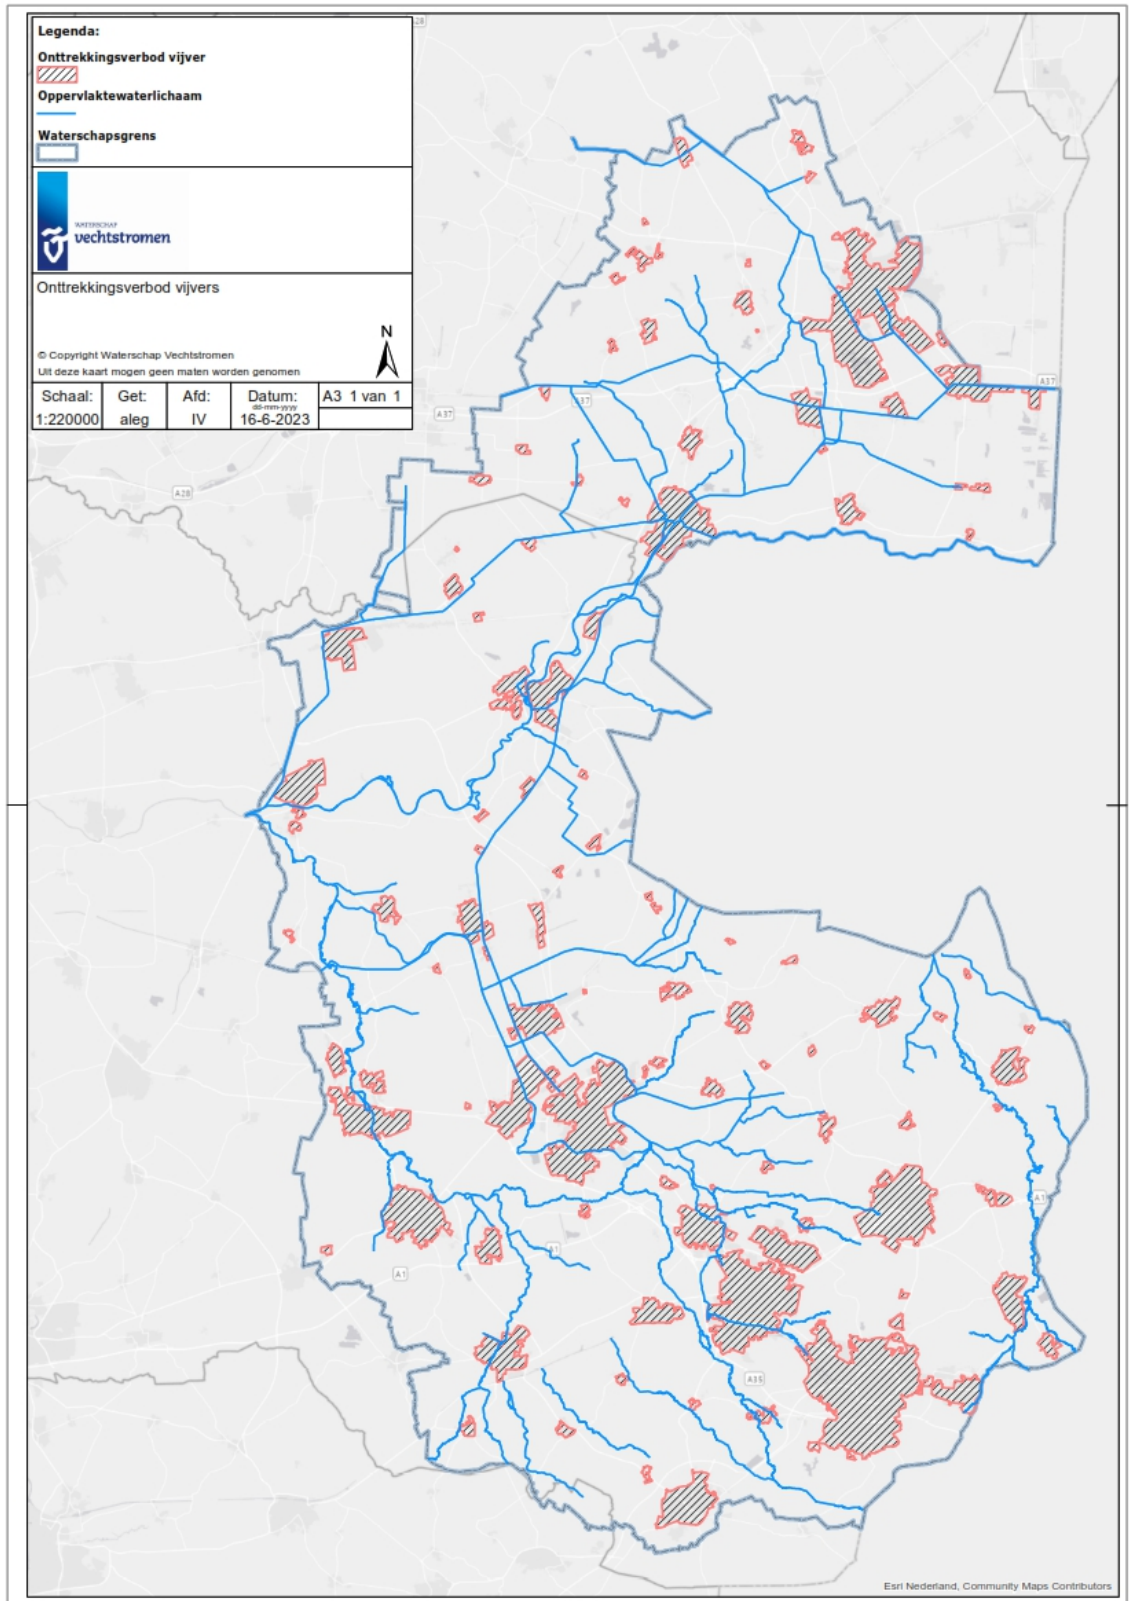 Legenda:
Onttrekkingsverbod vijver
Oppervlaktewaterlichaam
Waterschapsgrens
WATERSCHAP
vechtstromen
Onttrekkingsverbod vijvers
N
© Copyright Waterschap Vechtstromen
Uit deze kaart mogen geen maten worden genomen
Schaal: Get: Afd: Datum: A3 1 van 1
dd-mm-yyyy
1:220000 aleg IV 16-6-2023
A28
A37
A37
A37
A28
A1
A1
A1
A35
Esri Nederland, Community Maps Contributors